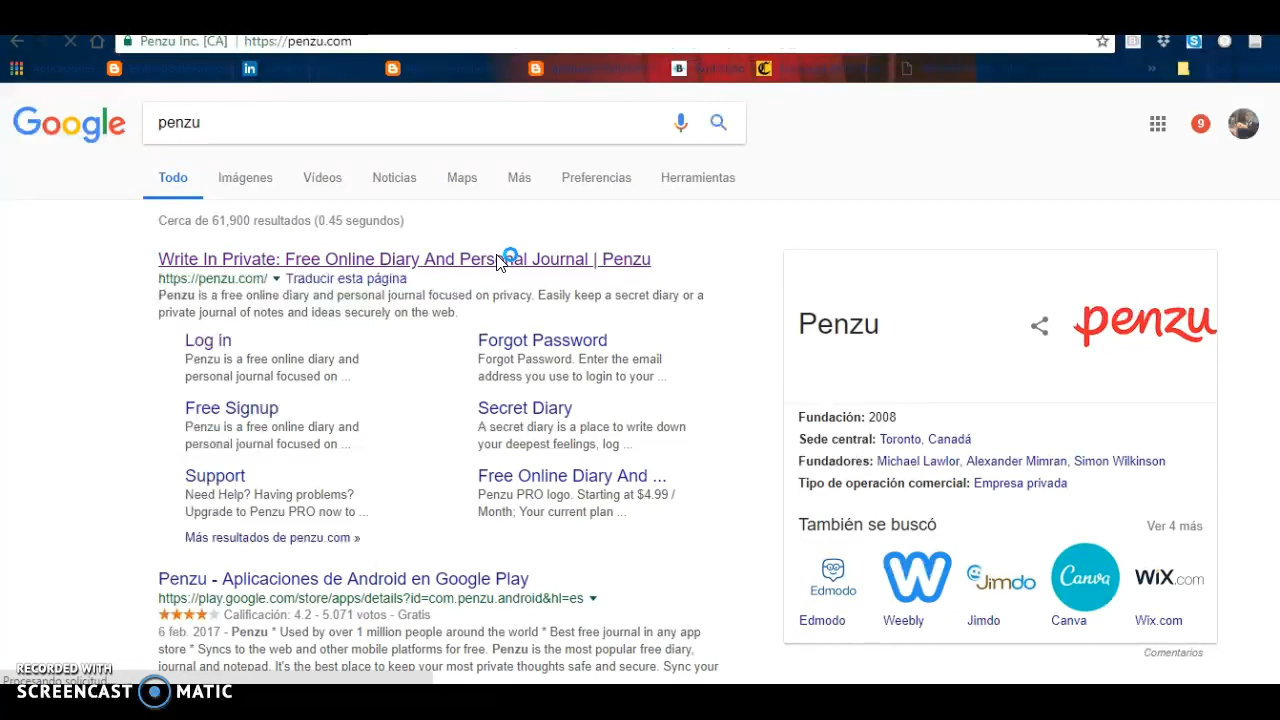 Penzu Inc. [CA] | https://penzu.com
Google
penzu
9
Todo Imágenes Vídeos Noticias Maps Más Preferencias Herramientas
Cerca de 61,900 resultados (0.45 segundos)
Write In Private: Free Online Diary And Personal Journal | Penzu
https://penzu.com/ Traducir esta página
Penzu is a free online diary and personal journal focused on privacy. Easily keep a secret diary or a
private journal of notes and ideas securely on the web.
Log in
Penzu is a free online diary and
personal journal focused on ...
Forgot Password
Forgot Password. Enter the email
address you use to login to your ...
Free Signup
Penzu is a free online diary and
personal journal focused on ...
Secret Diary
A secret diary is a place to write down
your deepest feelings, log ...
Support
Need Help? Having problems?
Upgrade to Penzu PRO now to ...
Free Online Diary And ...
Penzu PRO logo. Starting at $4.99 /
Month; Your current plan ...
Más resultados de penzu.com »
Penzu - Aplicaciones de Android en Google Play
https://play.google.com/store/apps/details?id=com.penzu.android&hl=es
Calificación: 4.2 - 5.071 votos - Gratis
6 feb. 2017 - Penzu * Used by over 1 million people around the world * Best free journal in any app
store * Syncs to the web and other mobile platforms for free. Penzu is the most popular free diary,
journal and notepad. It's the best place to keep your most private thoughts safe and secure. Sync your
Penzu
penzu
Fundación: 2008
Sede central: Toronto, Canadá
Fundadores: Michael Lawlor, Alexander Mimran, Simon Wilkinson
Tipo de operación comercial: Empresa privada
También se buscó Ver 4 más
Edmodo Jimdo Canva WiX.com
Edmodo Weebly Jimdo Canva Wix.com
Comentarios
Procesando solicitud
RECORDED WITH
SCREENCAST MATIC